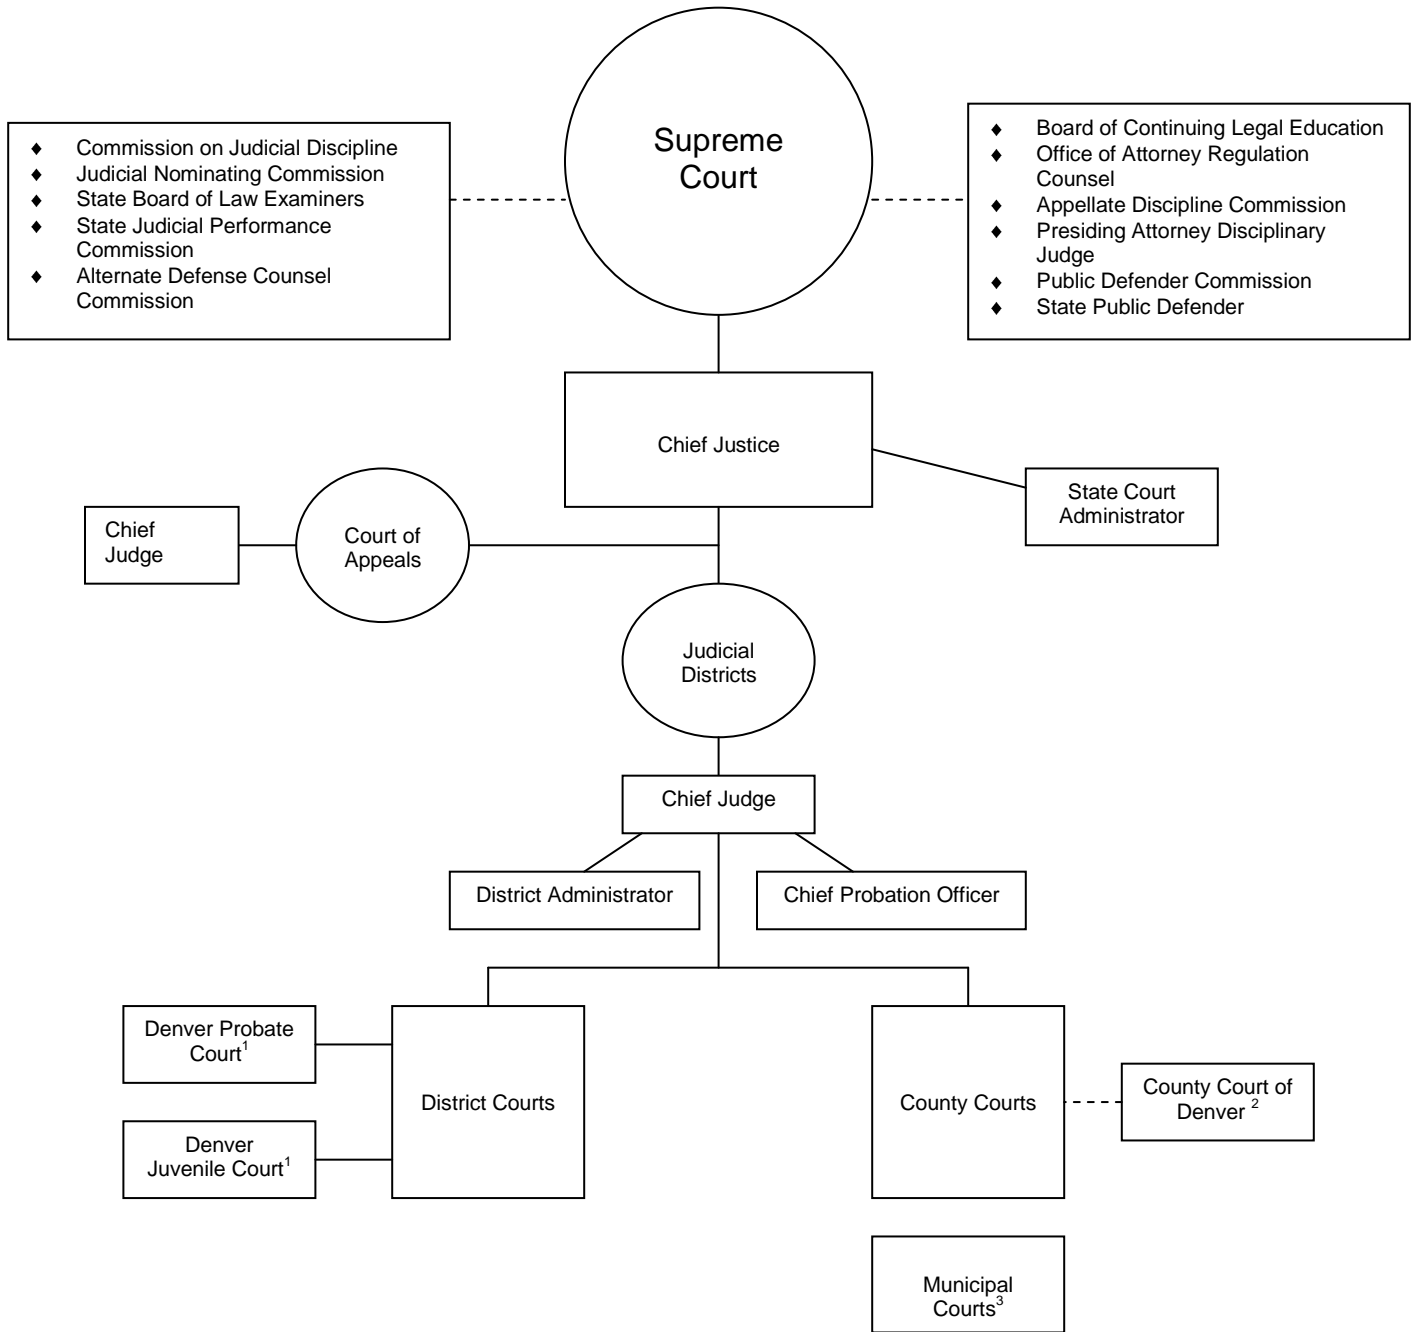 Supreme
Court
♦ Commission on Judicial Discipline
♦ Judicial Nominating Commission
♦ State Board of Law Examiners
♦ State Judicial Performance
Commission
♦ Alternate Defense Counsel
Commission
♦ Board of Continuing Legal Education
♦ Office of Attorney Regulation
Counsel
♦ Appellate Discipline Commission
♦ Presiding Attorney Disciplinary
Judge
♦ Public Defender Commission
♦ State Public Defender
Chief Justice
State Court
Administrator
Chief
Judge
Court of
Appeals
Judicial
Districts
Chief Judge
District Administrator
Chief Probation Officer
Denver Probate
Court¹
Denver
Juvenile Court¹
District Courts
County Courts
County Court of
Denver ²
Municipal
Courts³